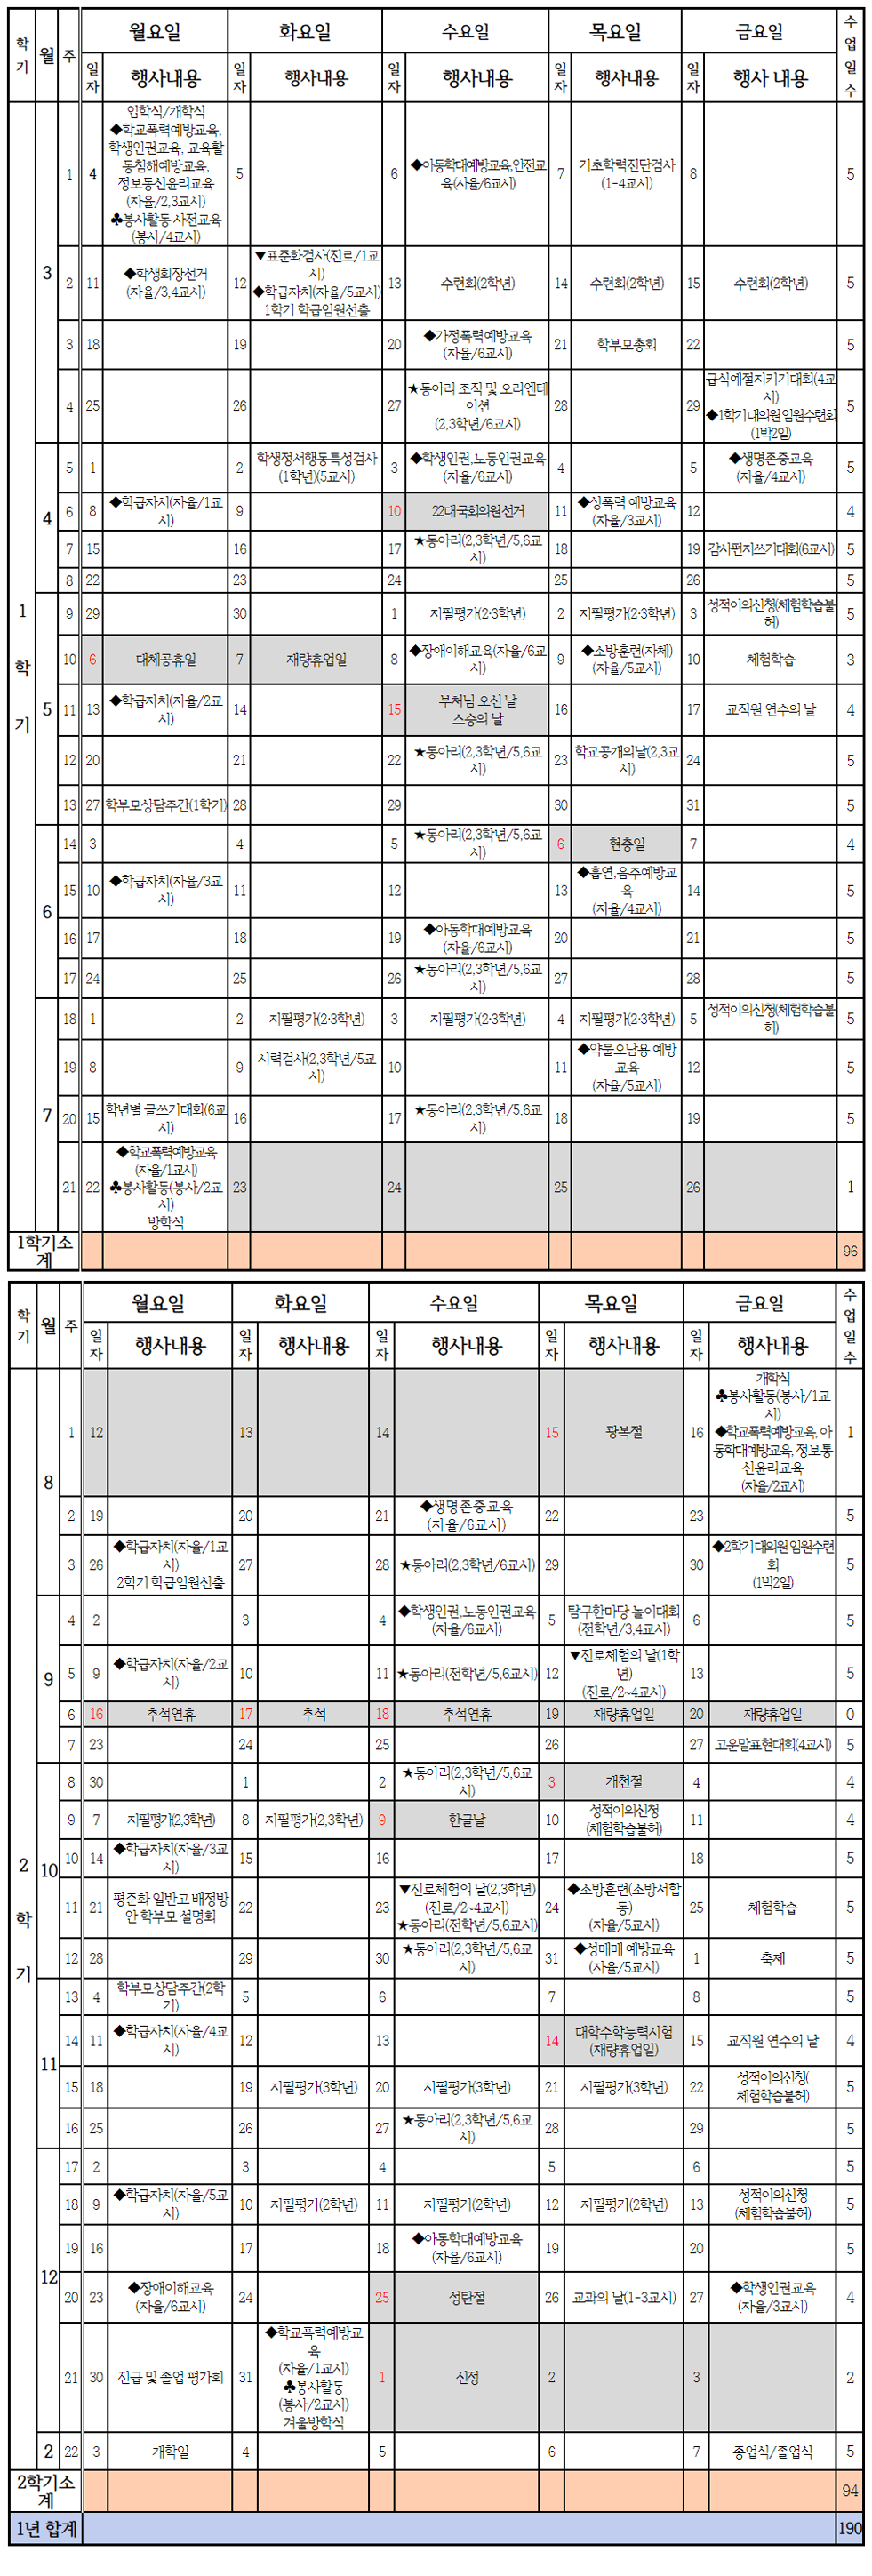 학기 월 주 월요일 화요일 수요일 목요일 금요일 수업일수
일자 행사내용 일자 행사내용 일자 행사내용 일자 행사내용 일자 행사 내용
1학기
3
1 4 입학식/개학식
◆학교폭력예방교육,
학생인권교육, 교육활
동침해예방교육,
정보통신윤리교육
(자율/2,3교시)
♣봉사활동 사전교육
(봉사/4교시)
5
6 ◆아동학대예방교육,안전교
육(자율/6교시)
7 기초학력진단검사
(1-4교시)
8
5
2 11 ◆학생회장선거
(자율/3,4교시)
12 ▼표준화검사(진로/1교
시)
◆학급자치(자율/5교시)
1학기 학급임원선출
13 수련회(2학년)
14 수련회(2학년)
15 수련회(2학년)
5
3 18
19
20 ◆가정폭력예방교육
(자율/6교시)
21 학부모총회
22
5
4 25
26
27 ★동아리 조직 및 오리엔테
이션
(2,3학년/6교시)
28
29 급식예절지키기대회(4교
시)
◆1학기대의원임원수련회
(1박2일)
5
4
5 1
2 학생정서행동특성검사
(1학년)(5교시)
3 ◆학생인권,노동인권교육
(자율/6교시)
4
5 ◆생명존중교육
(자율/4교시)
5
6 8 ◆학급자치(자율/1교
시)
9
10 22대국회의원선거
11 ◆성폭력 예방교육
(자율/3교시)
12
4
7 15
16
17 ★동아리(2,3학년/5,6교
시)
18
19 감사편지쓰기대회(6교시)
5
8 22
23
24
25
26
5
5
9 29
30
1 지필평가(2·3학년)
2 지필평가(2·3학년)
3 성적이의신청(체험학습불
허)
5
10 6 대체공휴일
7 재량휴업일
8 ◆장애이해교육(자율/6교
시)
9 ◆소방훈련(자체)
(자율/5교시)
10 체험학습
3
11 13 ◆학급자치(자율/2교
시)
14
15 부처님 오신 날
스승의 날
16
17 교직원 연수의 날
4
12 20
21
22 ★동아리(2,3학년/5,6교
시)
23 학교공개의날(2,3교
시)
24
5
13 27 학부모상담주간(1학기)
28
29
30
31
5
6
14 3
4
5 ★동아리(2,3학년/5,6교
시)
6 현충일
7
4
15 10 ◆학급자치(자율/3교
시)
11
12
13 ◆흡연,음주예방교
육
(자율/4교시)
14
5
16 17
18
19 ◆아동학대예방교육
(자율/6교시)
20
21
5
17 24
25
26 ★동아리(2,3학년/5,6교
시)
27
28
5
7
18 1
2 지필평가(2·3학년)
3 지필평가(2·3학년)
4 지필평가(2·3학년)
5 성적이의신청(체험학습불
허)
5
19 8
9 시력검사(2,3학년/5교
시)
10
11 ◆약물오남용 예방
교육
(자율/5교시)
12
5
20 15 학년별 글쓰기대회(6교
시)
16
17 ★동아리(2,3학년/5,6교
시)
18
19
5
21 22 ◆학교폭력예방교육
(자율/1교시)
♣봉사활동(봉사/2교
시)
방학식
23
24
25
26
1
1학기소
계
96
학기 월 주 월요일 화요일 수요일 목요일 금요일 수업일수
일자 행사내용 일자 행사내용 일자 행사내용 일자 행사내용 일자 행사내용
2학기
8
1 12
13
14
15 광복절
16 개학식
♣봉사활동(봉사/1교
시)
◆학교폭력예방교육, 아
동학대예방교육, 정보통
신윤리교육
(자율/2교시)
1
2 19
20
21 ◆생명존중교육
(자율/6교시)
22
23
5
3 26 ◆학급자치(자율/1교
시)
2학기 학급임원선출
27
28 ★동아리(2,3학년/6교시)
29
30 ◆2학기대의원임원수련
회
(1박2일)
5
9
4 2
3
4 ◆학생인권,노동인권교육
(자율/6교시)
5 탐구한마당 놀이대회
(전학년/3,4교시)
6
5
5 9 ◆학급자치(자율/2교
시)
10
11 ★동아리(전학년/5,6교시)
12 ▼진로체험의 날(1학
년)
(진로/2~4교시)
13
5
6 16 추석연휴
17 추석
18 추석연휴
19 재량휴업일
20 재량휴업일
0
7 23
24
25
26
27 고운말표현대회(4교시)
5
10
8 30
1
2 ★동아리(2,3학년/5,6교
시)
3 개천절
4
4
9 7 지필평가(2,3학년)
8 지필평가(2,3학년)
9 한글날
10 성적이의신청
(체험학습불허)
11
4
10 14 ◆학급자치(자율/3교
시)
15
16
17
18
5
11 21 평준화 일반고 배정방
안 학부모 설명회
22
23 ▼진로체험의 날(2,3학년)
(진로/2~4교시)
★동아리(전학년/5,6교시)
24 ◆소방훈련(소방서합
동)
(자율/5교시)
25 체험학습
5
12 28
29
30 ★동아리(2,3학년/5,6교
시)
31 ◆성매매 예방교육
(자율/5교시)
1 축제
5
11
13 4 학부모상담주간(2학
기)
5
6
7
8
5
14 11 ◆학급자치(자율/4교
시)
12
13
14 대학수학능력시험
(재량휴업일)
15 교직원 연수의 날
4
15 18
19 지필평가(3학년)
20 지필평가(3학년)
21 지필평가(3학년)
22 성적이의신청(
체험학습불허)
5
16 25
26
27 ★동아리(2,3학년/5,6교
시)
28
29
5
12
17 2
3
4
5
6
5
18 9 ◆학급자치(자율/5교
시)
10 지필평가(2학년)
11 지필평가(2학년)
12 지필평가(2학년)
13 성적이의신청
(체험학습불허)
5
19 16
17
18 ◆아동학대예방교육
(자율/6교시)
19
20
5
20 23 ◆장애이해교육
(자율/6교시)
24
25 성탄절
26 교과의 날(1-3교시)
27 ◆학생인권교육
(자율/3교시)
4
21 30 진급 및 졸업 평가회
31 ◆학교폭력예방교
육
(자율/1교시)
♣봉사활동
(봉사/2교시)
겨울방학식
1 신정
2
3
2
2
22 3 개학일
4
5
6
7 종업식/졸업식
5
2학기소
계
94
1년 합계
190